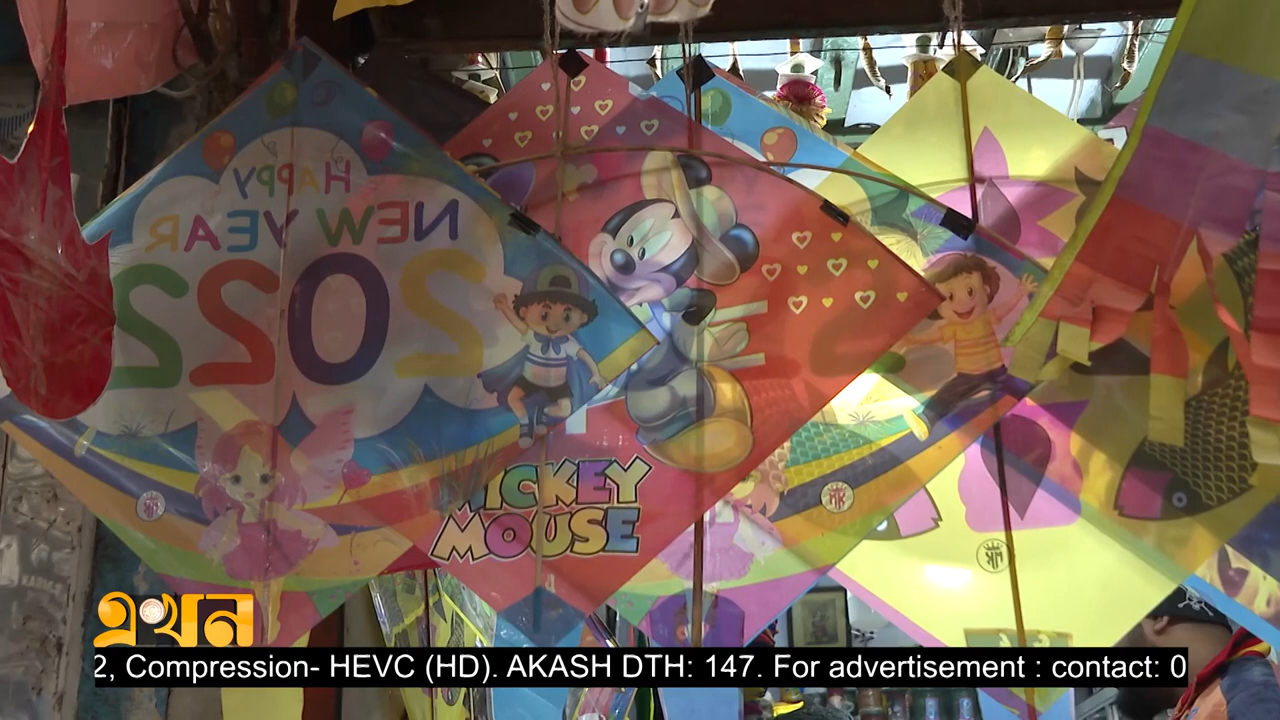 HAPPY
NEW YEAR
2022
MICKEY
MOUSE
এখন
2, Compression- HEVC (HD). AKASH DTH: 147. For advertisement : contact: 0